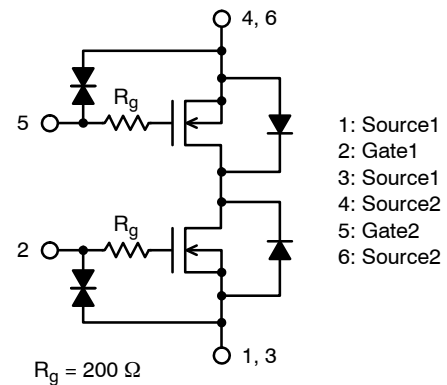 4, 6
Rg
5
1: Source1
2: Gate1
3: Source1
4: Source2
5: Gate2
6: Source2
Rg
2
1, 3
Rg = 200 Ω